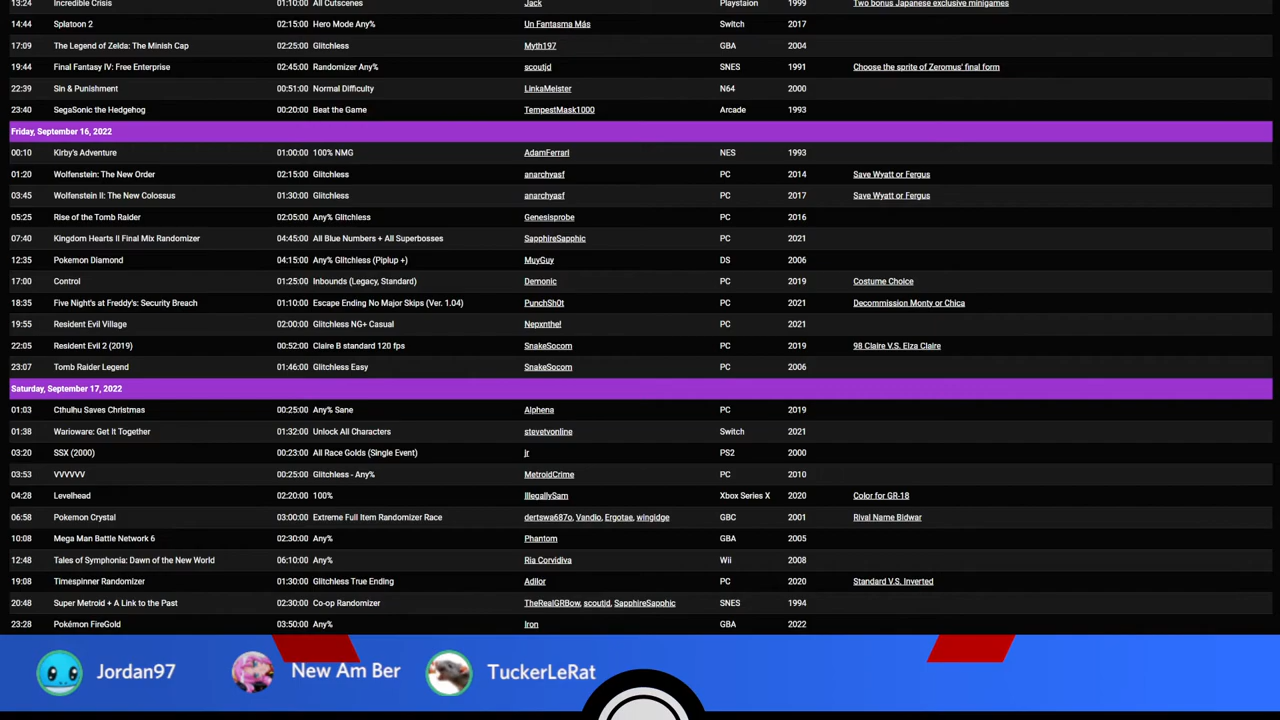 13:24 Incredible Crisis 01:10:00 All Cutscenes Jack Playstaion 1999 Two bonus Japanese exclusive minigames
14:44 Splatoon 2 02:15:00 Hero Mode Any% Un Fantasma Más Switch 2017
17:09 The Legend of Zelda: The Minish Cap 02:25:00 Glitchless Myth197 GBA 2004
19:44 Final Fantasy IV: Free Enterprise 02:45:00 Randomizer Any% scoutjd SNES 1991 Choose the sprite of Zeromus' final form
22:39 Sin & Punishment 00:51:00 Normal Difficulty LinkaMeister N64 2000
23:40 SegaSonic the Hedgehog 00:20:00 Beat the Game TempestMask1000 Arcade 1993
Friday, September 16, 2022
00:10 Kirby's Adventure 01:00:00 100% NMG AdamFerrari NES 1993
01:20 Wolfenstein: The New Order 02:15:00 Glitchless anarchyasf PC 2014 Save Wyatt or Fergus
03:45 Wolfenstein II: The New Colossus 01:30:00 Glitchless anarchyasf PC 2017 Save Wyatt or Fergus
05:25 Rise of the Tomb Raider 02:05:00 Any% Glitchless Genesisprobe PC 2016
07:40 Kingdom Hearts II Final Mix Randomizer 04:45:00 All Blue Numbers + All Superbosses SapphireSapphic PC 2021
12:35 Pokemon Diamond 04:15:00 Any% Glitchless (Piplup +) MuyGuy DS 2006
17:00 Control 01:25:00 Inbounds (Legacy, Standard) Demonic PC 2019 Costume Choice
18:35 Five Night's at Freddy's: Security Breach 01:10:00 Escape Ending No Major Skips (Ver. 1.04) PunchSh0t PC 2021 Decommission Monty or Chica
19:55 Resident Evil Village 02:00:00 Glitchless NG+ Casual Nepxnthe! PC 2021
22:05 Resident Evil 2 (2019) 00:52:00 Claire B standard 120 fps SnakeSocom PC 2019 98 Claire V.S. Elza Claire
23:07 Tomb Raider Legend 01:46:00 Glitchless Easy SnakeSocom PC 2006
Saturday, September 17, 2022
01:03 Cthulhu Saves Christmas 00:25:00 Any% Sane Alphena PC 2019
01:38 Warioware: Get It Together 01:32:00 Unlock All Characters stevetvonline Switch 2021
03:20 SSX (2000) 00:23:00 All Race Golds (Single Event) jr PS2 2000
03:53 VVVVVV 00:25:00 Glitchless - Any% MetroidCrime PC 2010
04:28 Levelhead 02:20:00 100% IllegallySam Xbox Series X 2020 Color for GR-18
06:58 Pokemon Crystal 03:00:00 Extreme Full Item Randomizer Race dertswa687o, Vandio, Ergotae, wingidge GBC 2001 Rival Name Bidwar
10:08 Mega Man Battle Network 6 02:30:00 Any% Phantom GBA 2005
12:48 Tales of Symphonia: Dawn of the New World 06:10:00 Any% Ria Corvidiva Wii 2008
19:08 Timespinner Randomizer 01:30:00 Glitchless True Ending Adilor PC 2020 Standard V.S. Inverted
20:48 Super Metroid + A Link to the Past 02:30:00 Co-op Randomizer TheRealGRBow, scoutjd, SapphireSapphic SNES 1994
23:28 Pokémon FireGold 03:50:00 Any% Iron GBA 2022
Jordan97 New Am Ber TuckerLeRat